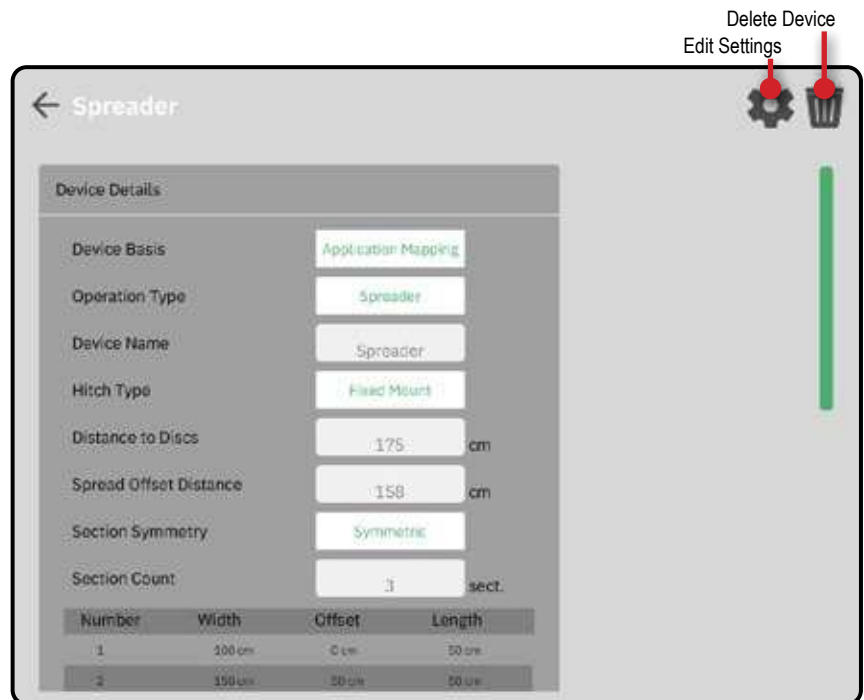 Delete Device
Edit Settings
Spreader
Device Details
Device Basis Application Mapping
Operation Type Spreader
Device Name Spreader
Hitch Type Fixed Mount
Distance to Discs 175 cm
Spread Offset Distance 158 cm
Section Symmetry Symmetric
Section Count 3 sect.
Number Width Offset Length
1 100 cm 0 cm 50 cm
2 150 cm 50 cm 50 cm